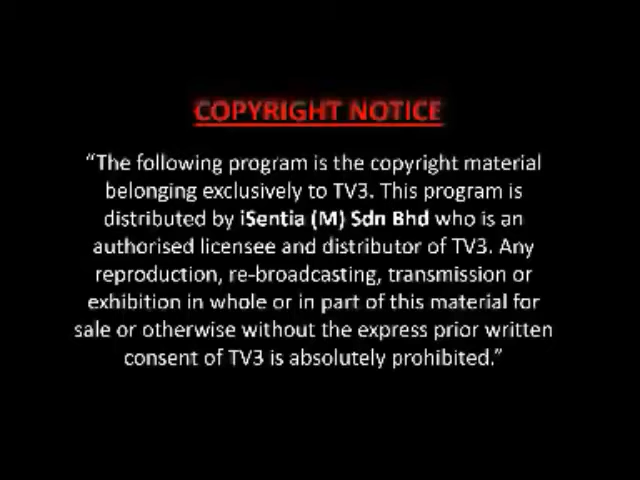 COPYRIGHT NOTICE
“The following program is the copyright material
belonging exclusively to TV3. This program is
distributed by iSentia (M) Sdn Bhd who is an
authorised licensee and distributor of TV3. Any
reproduction, re-broadcasting, transmission or
exhibition in whole or in part of this material for
sale or otherwise without the express prior written
consent of TV3 is absolutely prohibited.”